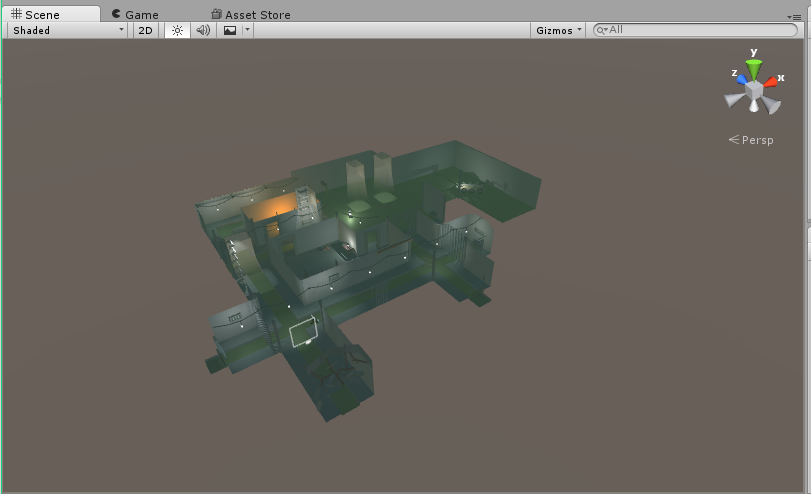 Scene Game Asset Store
Shaded 2D Gizmos All
y
z x
Persp